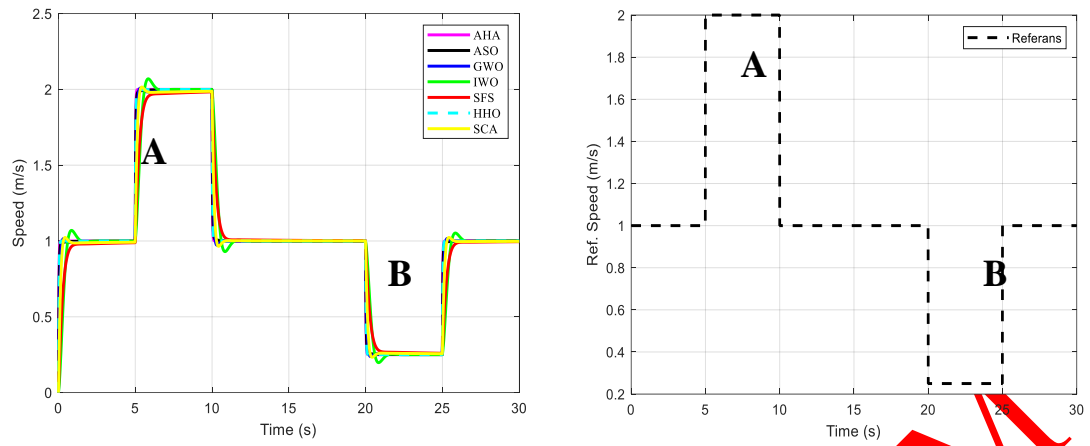 2.5
2
1.5
1
0.5
0
0
5
10
15
20
25
30
Speed (m/s)
Time (s)
AHA
ASO
GWO
IWO
SFS
HHO
SCA
A
B
2
1.8
1.6
1.4
1.2
1
0.8
0.6
0.4
0.2
0
5
10
15
20
25
30
Ref. Speed (m/s)
Time (s)
Referans
A
B